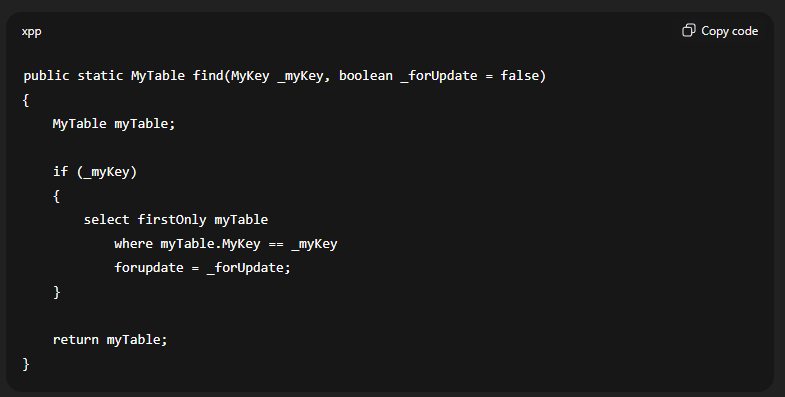 xpp
Copy code
public static MyTable find(MyKey _myKey, boolean _forUpdate = false)
{
    MyTable myTable;

    if (_myKey)
    {
        select firstOnly myTable
            where myTable.MyKey == _myKey
            forupdate = _forUpdate;
    }

    return myTable;
}